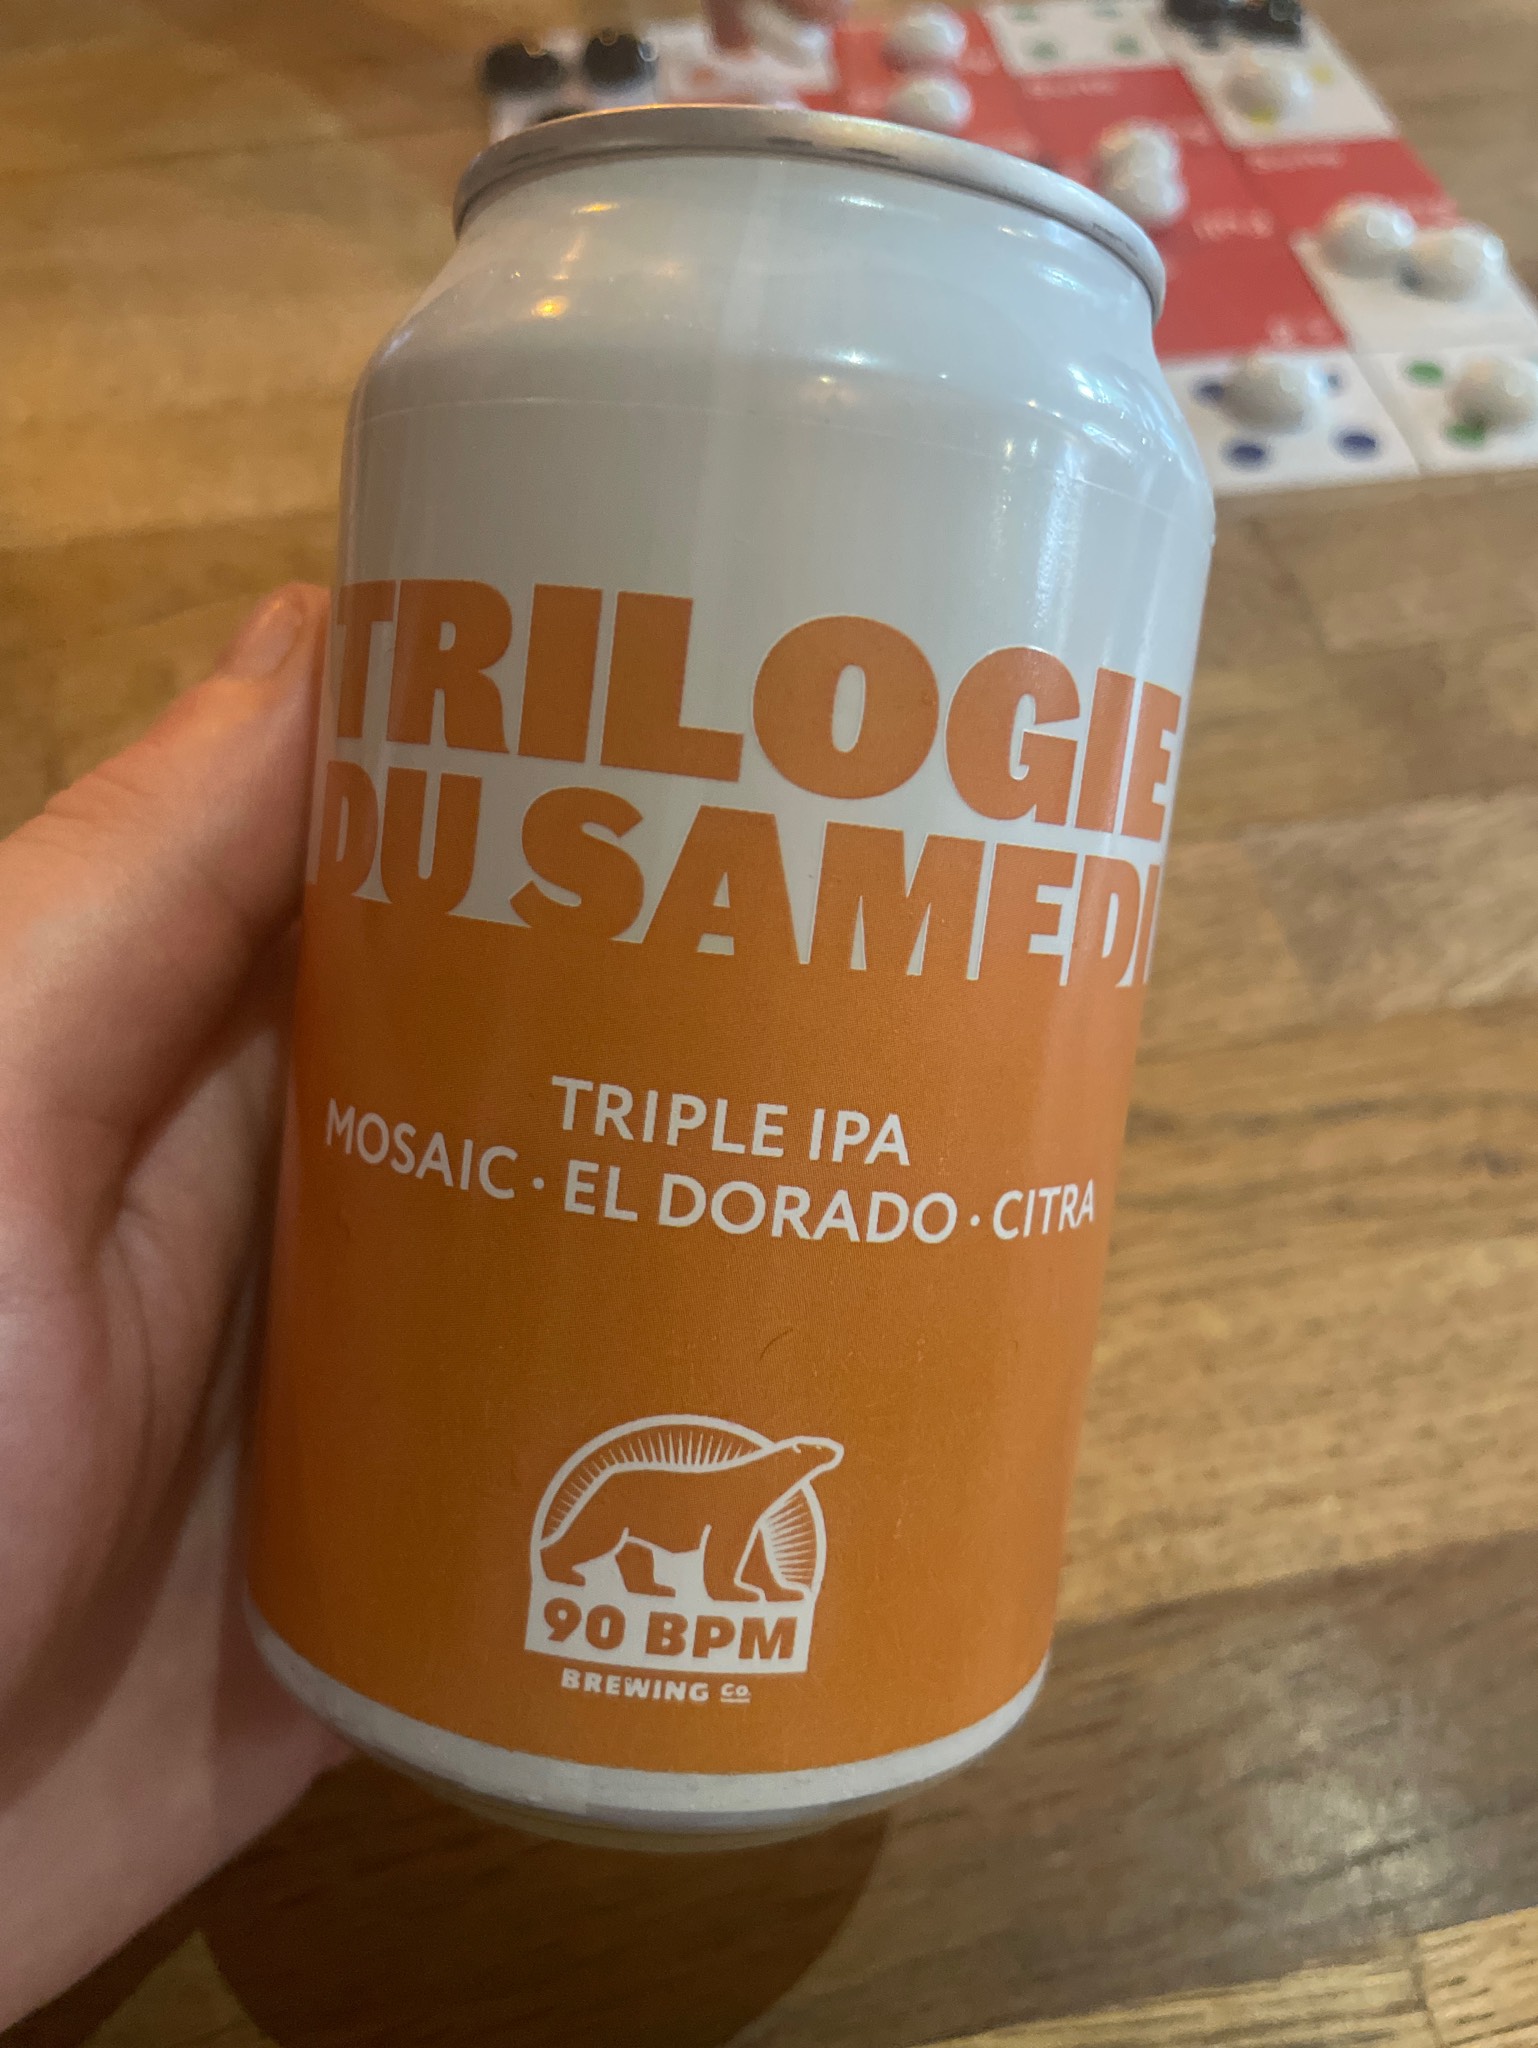 TRILOGIE
DU SAMEDI
TRIPLE IPA
MOSAIC · EL DORADO · CITRA
90 BPM
BREWING CO.